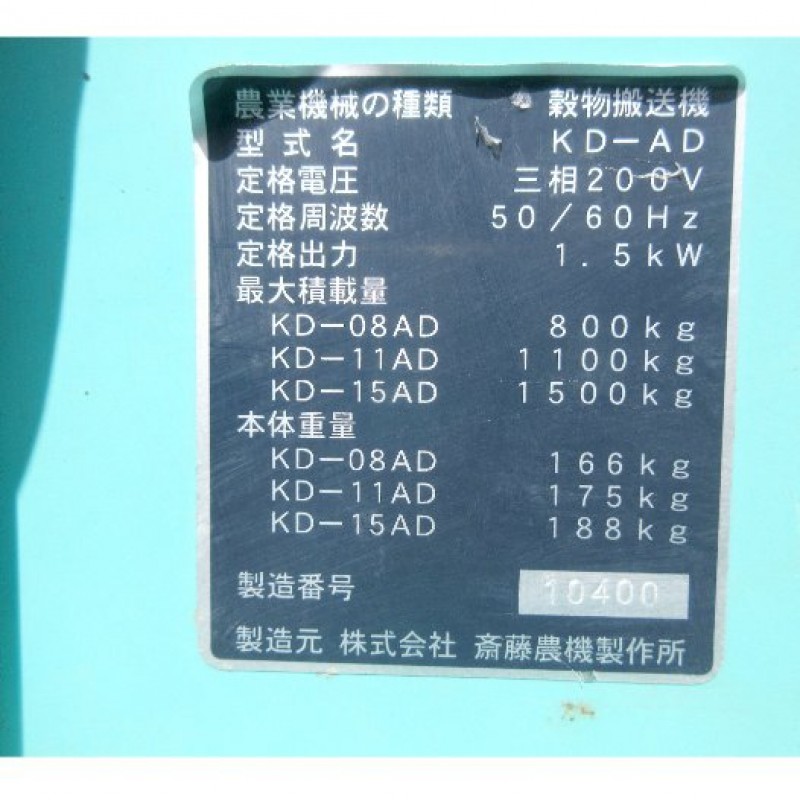 農業機械の種類 穀物搬送機
型式名 KD-AD
定格電圧 三相200V
定格周波数 50/60Hz
定格出力 1.5kW
最大積載量
KD-08AD 800kg
KD-11AD 1100kg
KD-15AD 1500kg
本体重量
KD-08AD 166kg
KD-11AD 175kg
KD-15AD 188kg
製造番号 10400
製造元 株式会社 斎藤農機製作所